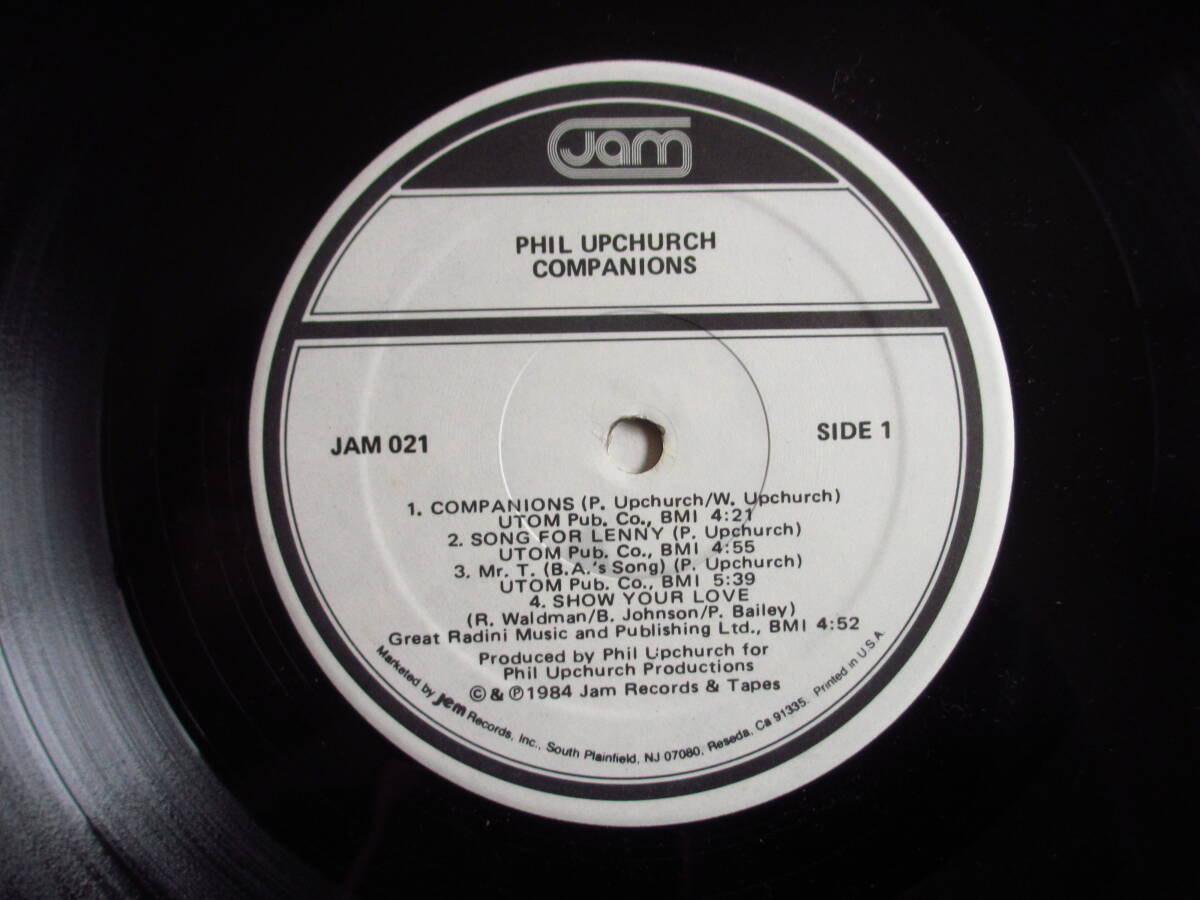 Jam
PHIL UPCHURCH
COMPANIONS
JAM 021
SIDE 1
1. COMPANIONS (P. Upchurch/W. Upchurch)
UTOM Pub. Co., BMI 4:21
2. SONG FOR LENNY (P. Upchurch)
UTOM Pub. Co., BMI 4:55
3. Mr. T. (B.A.'s Song) (P. Upchurch)
UTOM Pub. Co., BMI 5:39
4. SHOW YOUR LOVE
(R. Waldman/B. Johnson/P. Bailey)
Great Radini Music and Publishing Ltd., BMI 4:52
Produced by Phil Upchurch for
Phil Upchurch Productions
© & ℗ 1984 Jam Records & Tapes
Marketed by Jem Records, Inc., South Plainfield, NJ 07080, Reseda, Ca 91335. Printed in U.S.A.